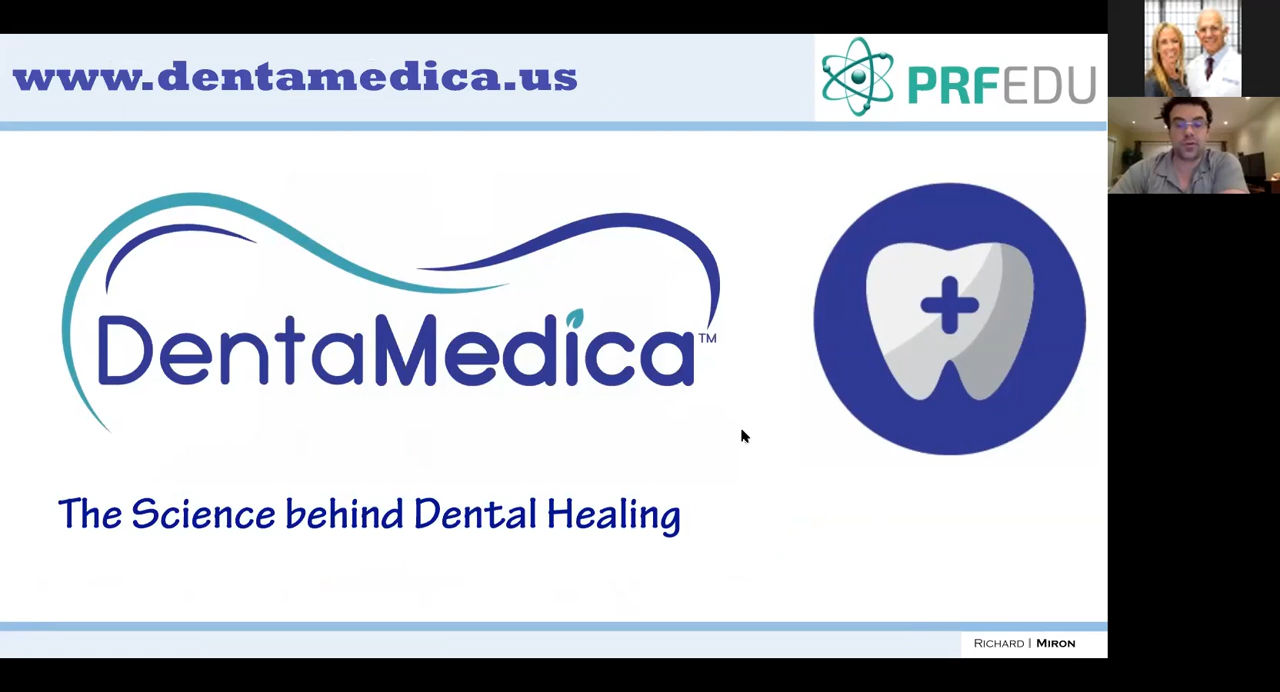 www.dentamedica.us
PRFEDU
DentaMedica™
The Science behind Dental Healing
RICHARD | MIRON